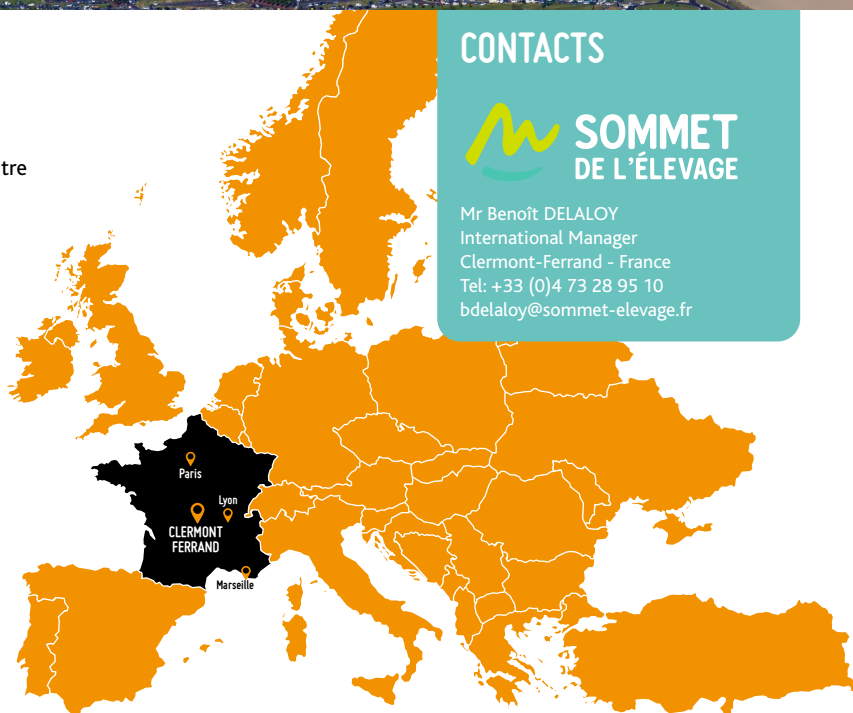 CONTACTS
SOMMET
DE L'ÉLEVAGE
Mr Benoît DELALOY
International Manager
Clermont-Ferrand - France
Tel: +33 (0)4 73 28 95 10
bdelaloy@sommet-elevage.fr
tre
Paris
Lyon
CLERMONT
FERRAND
Marseille